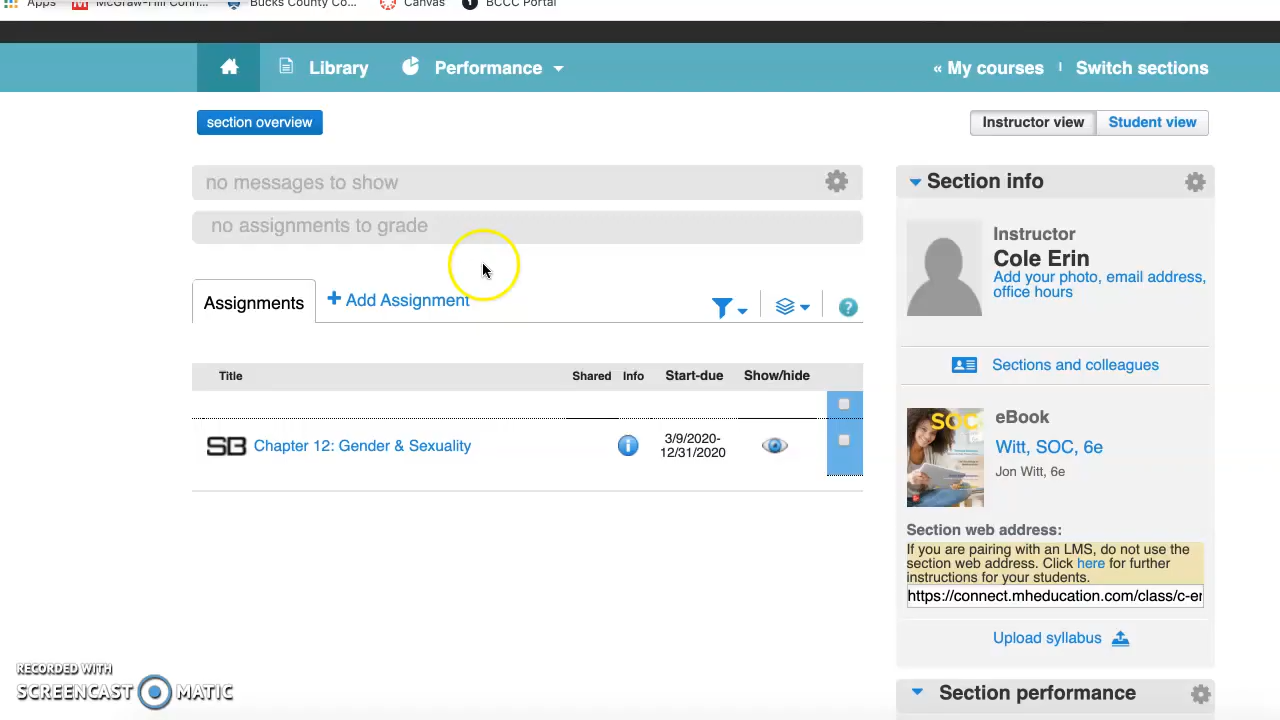 Apps McGraw-Hill Conn... Bucks County Co... Canvas BCCC Portal
Library Performance « My courses Switch sections
section overview Instructor view Student view
no messages to show
no assignments to grade
Assignments + Add Assignment
Title Shared Info Start-due Show/hide
SB Chapter 12: Gender & Sexuality 3/9/2020-
12/31/2020
Section info
Instructor
Cole Erin
Add your photo, email address,
office hours
Sections and colleagues
SOC
eBook
Witt, SOC, 6e
Jon Witt, 6e
Section web address:
If you are pairing with an LMS, do not use the
section web address. Click here for further
instructions for your students.
https://connect.mheducation.com/class/c-er
Upload syllabus
Section performance
RECORDED WITH
SCREENCAST MATIC